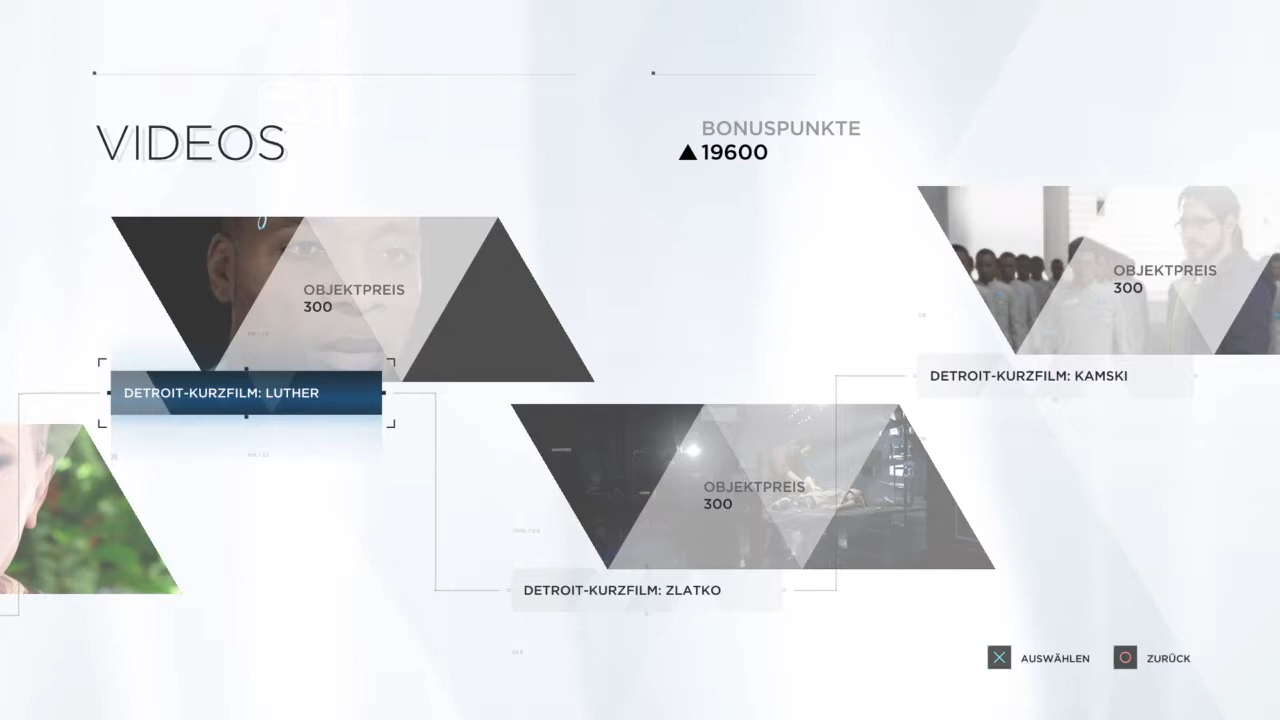 VIDEOS
BONUSPUNKTE
▲19600
OBJEKTPREIS
300
DETROIT-KURZFILM: LUTHER
OBJEKTPREIS
300
DETROIT-KURZFILM: ZLATKO
OBJEKTPREIS
300
DETROIT-KURZFILM: KAMSKI
AUSWÄHLEN
ZURÜCK